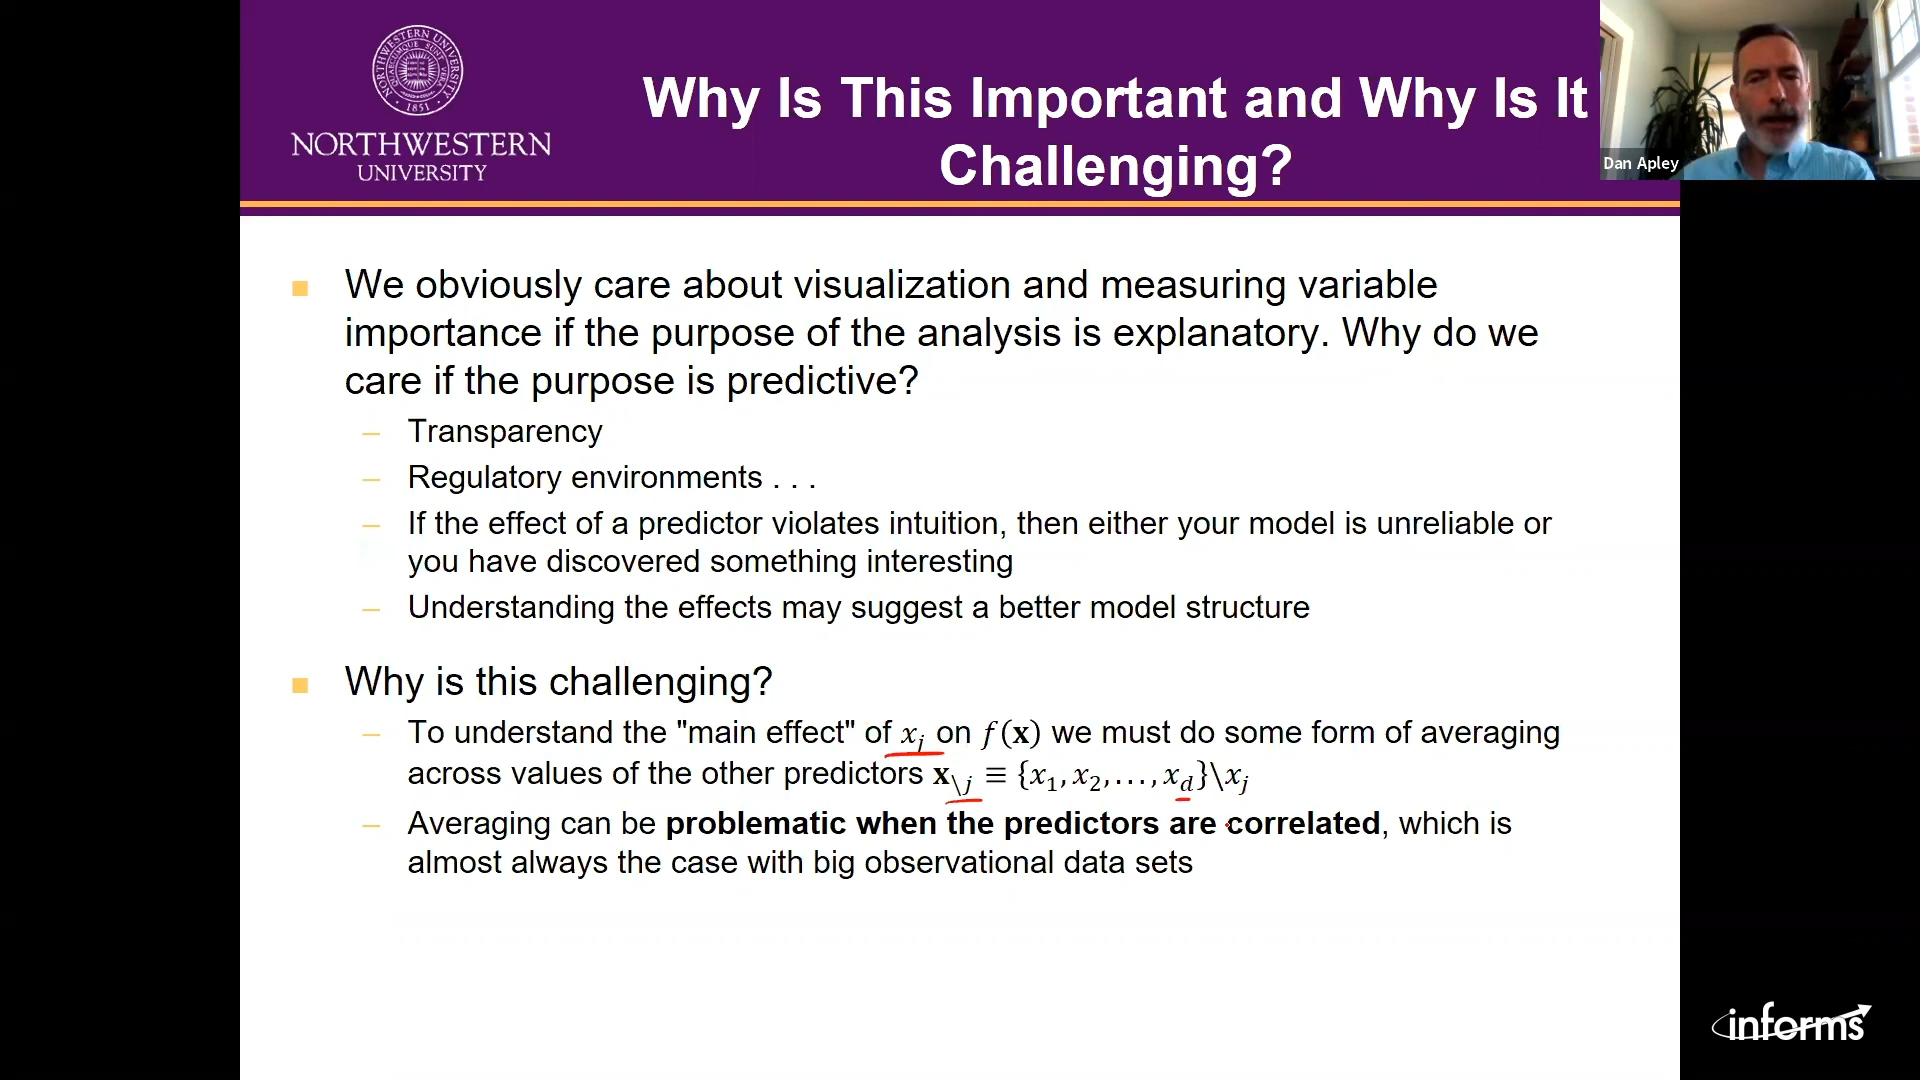 NORTHWESTERN UNIVERSITY
1851
NORTHWESTERN
UNIVERSITY
Why Is This Important and Why Is It
Challenging?
Dan Apley
We obviously care about visualization and measuring variable
importance if the purpose of the analysis is explanatory. Why do we
care if the purpose is predictive?
– Transparency
– Regulatory environments . . .
– If the effect of a predictor violates intuition, then either your model is unreliable or
you have discovered something interesting
– Understanding the effects may suggest a better model structure
Why is this challenging?
– To understand the "main effect" of x_j on f(x) we must do some form of averaging
across values of the other predictors x_\j ≡ {x_1, x_2, . . . , x_d}\x_j
– Averaging can be problematic when the predictors are correlated, which is
almost always the case with big observational data sets
informs